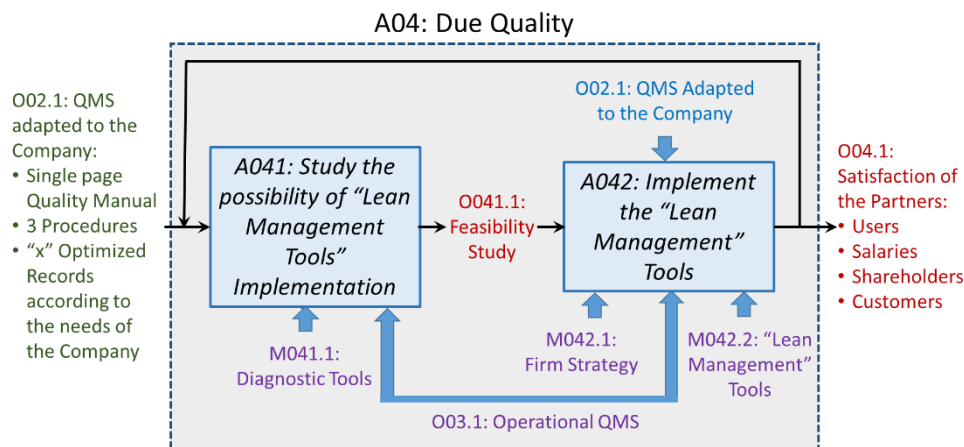 A04: Due Quality
O02.1: QMS
adapted to the
Company:
• Single page
Quality Manual
• 3 Procedures
• “x” Optimized
Records
according to
the needs of
the Company
A041: Study the
possibility of “Lean
Management
Tools”
Implementation
O041.1:
Feasibility
Study
O02.1: QMS Adapted
to the Company
A042: Implement
the “Lean
Management”
Tools
O04.1:
Satisfaction of
the Partners:
• Users
• Salaries
• Shareholders
• Customers
M041.1:
Diagnostic Tools
M042.1:
Firm Strategy
M042.2: “Lean
Management”
Tools
O03.1: Operational QMS